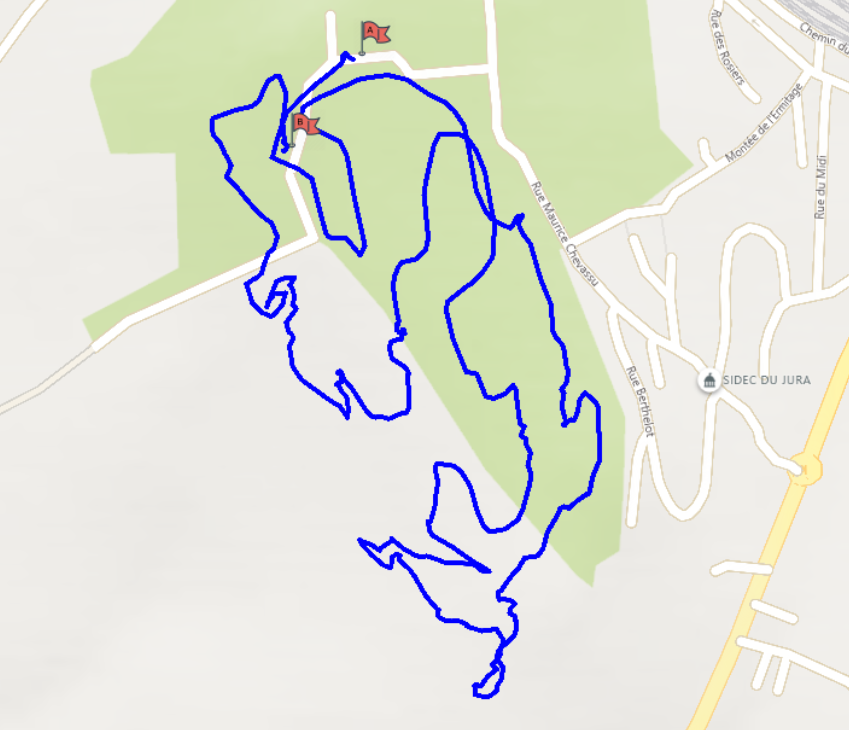 A
B
Rue des Rosiers
Chemin du
Montée de l'Ermitage
Rue du Midi
Rue Maurice Chevassu
SIDEC DU JURA
Rue Berthelot